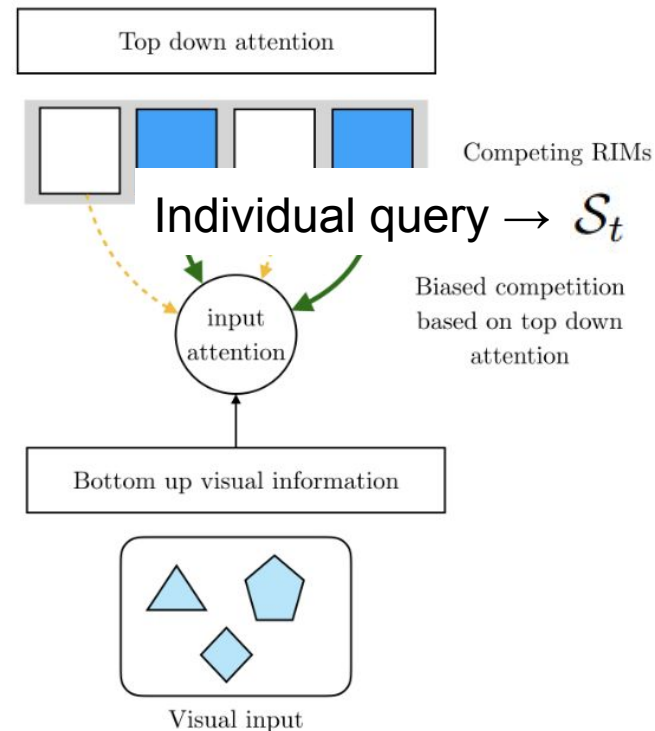 Top down attention
Competing RIMs
Individual query → 𝒮ₜ
Biased competition
based on top down
attention
input
attention
Bottom up visual information
Visual input